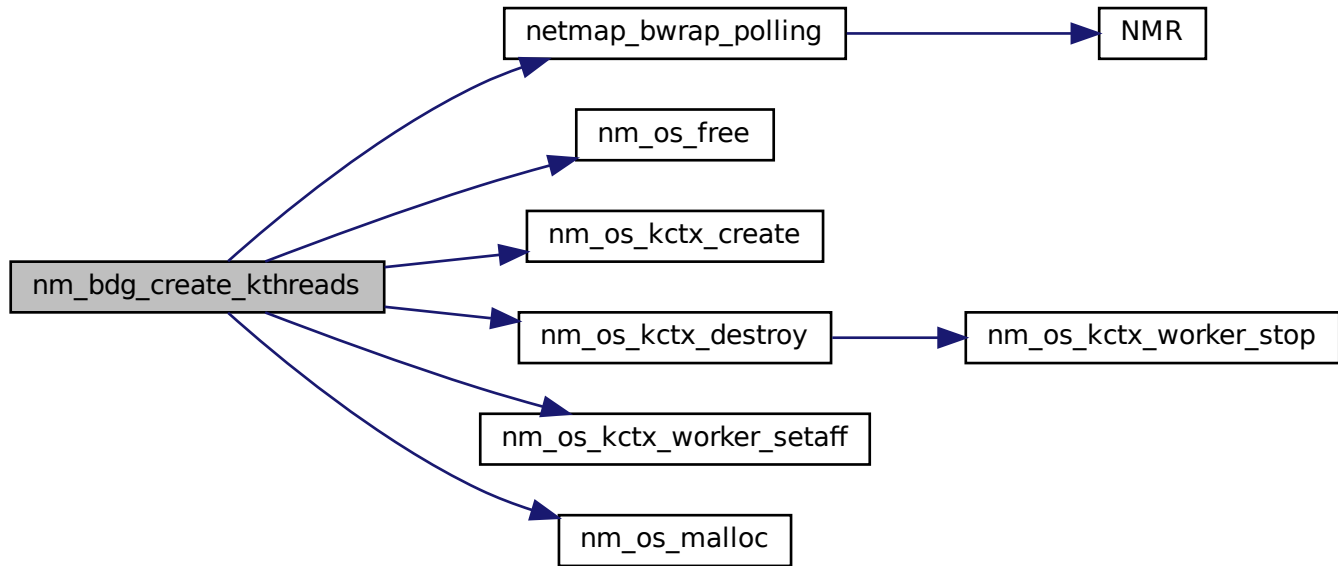 netmap_bwrap_polling
NMR
nm_os_free
nm_os_kctx_create
nm_bdg_create_kthreads
nm_os_kctx_destroy
nm_os_kctx_worker_stop
nm_os_kctx_worker_setaff
nm_os_malloc